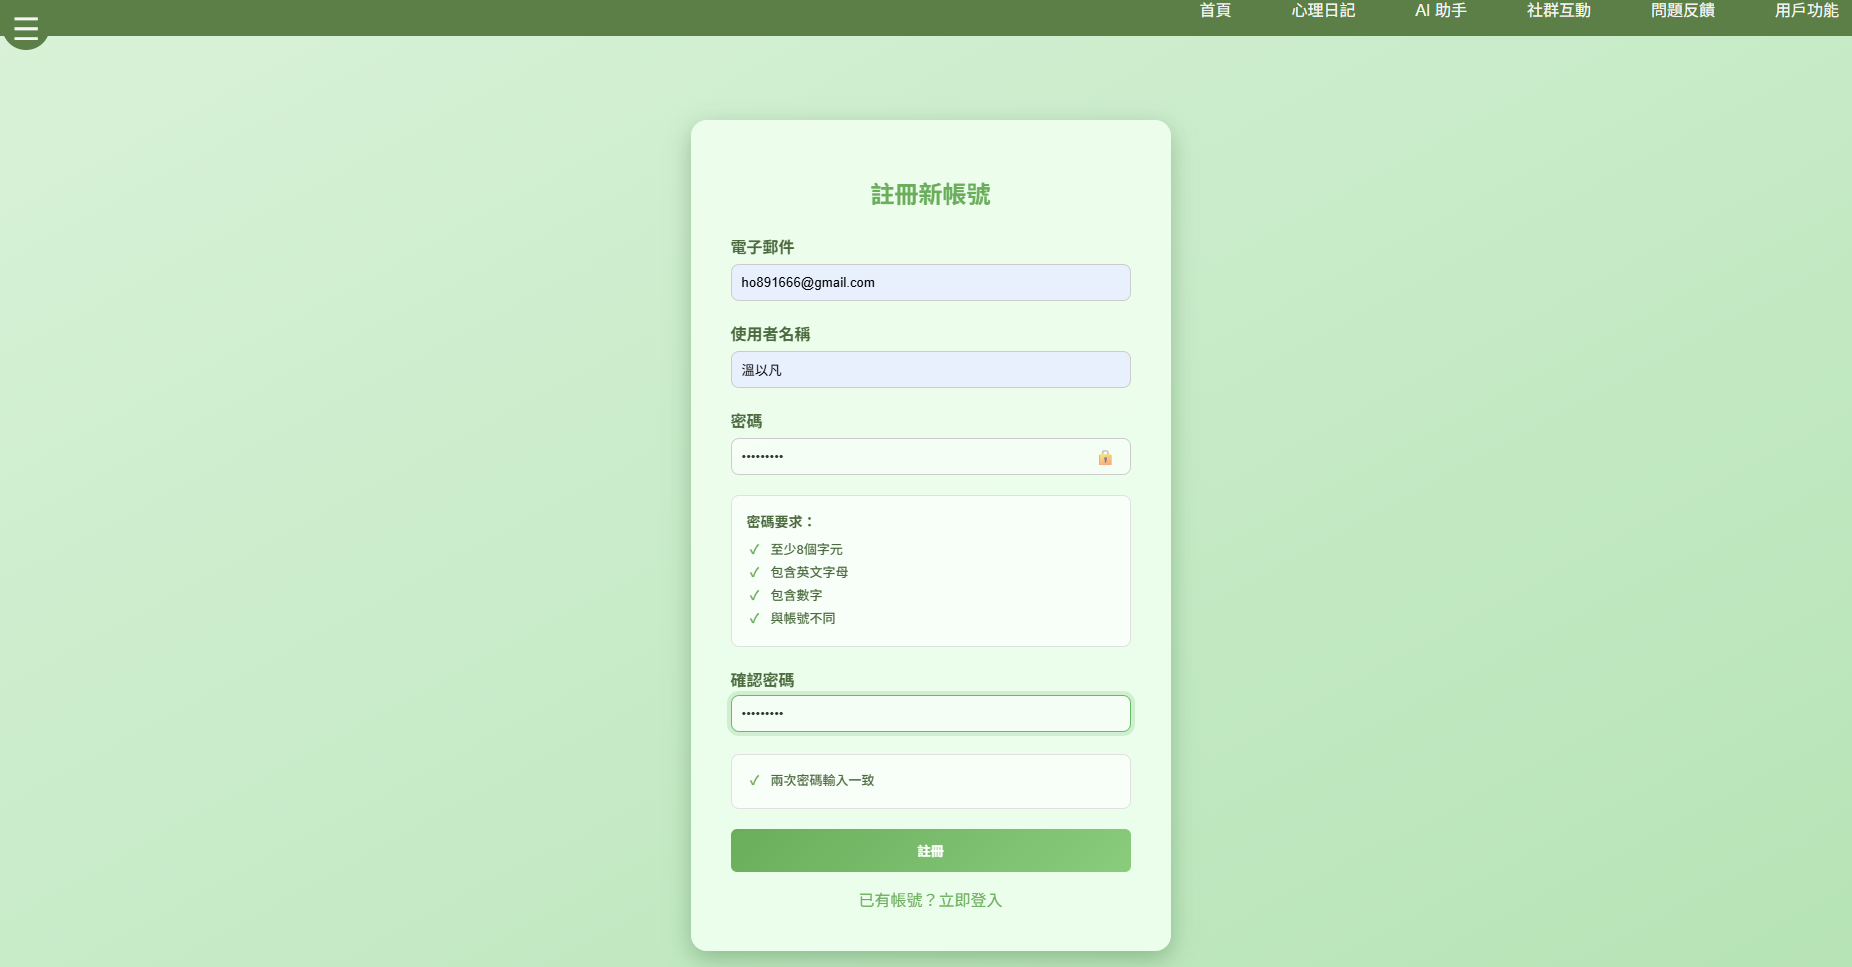 首頁 心理日記 AI 助手 社群互動 問題反饋 用戶功能
註冊新帳號
電子郵件
ho891666@gmail.com
使用者名稱
溫以凡
密碼
•••••••••
密碼要求：
✓ 至少8個字元
✓ 包含英文字母
✓ 包含數字
✓ 與帳號不同
確認密碼
•••••••••
✓ 兩次密碼輸入一致
註冊
已有帳號？立即登入